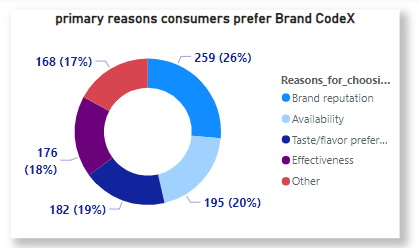 primary reasons consumers prefer Brand CodeX
168 (17%)
259 (26%)
176
(18%)
182 (19%)
195 (20%)
Reasons_for_choosi...
Brand reputation
Availability
Taste/flavor prefer...
Effectiveness
Other